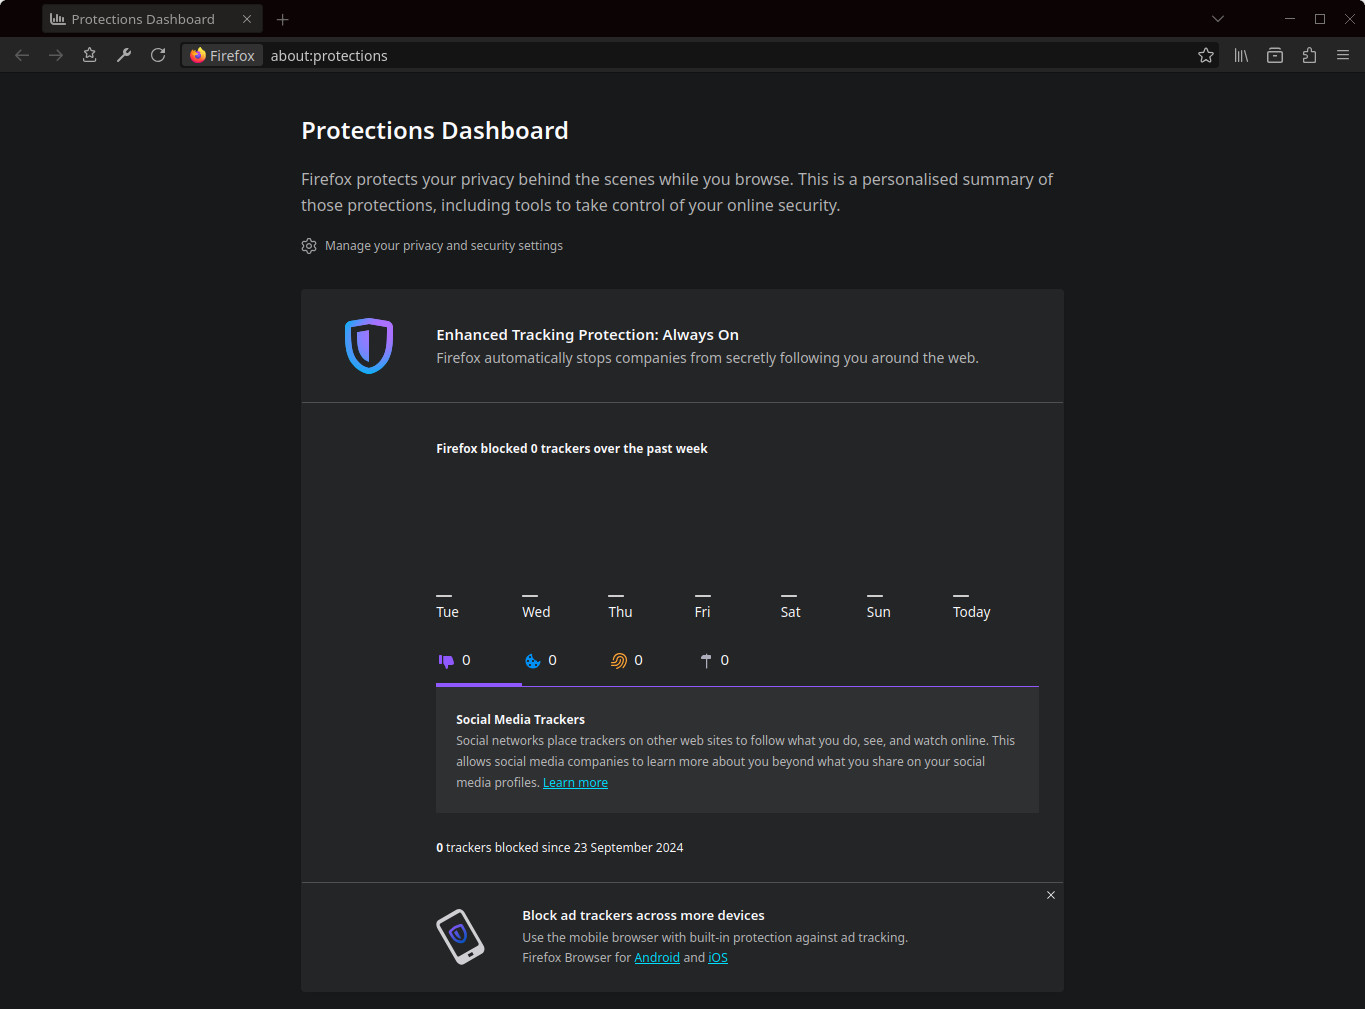 Protections Dashboard
Firefox
about:protections
Protections Dashboard
Firefox protects your privacy behind the scenes while you browse. This is a personalised summary of
those protections, including tools to take control of your online security.
Manage your privacy and security settings
Enhanced Tracking Protection: Always On
Firefox automatically stops companies from secretly following you around the web.
Firefox blocked 0 trackers over the past week
Tue Wed Thu Fri Sat Sun Today
0 0 0 0
Social Media Trackers
Social networks place trackers on other web sites to follow what you do, see, and watch online. This
allows social media companies to learn more about you beyond what you share on your social
media profiles. Learn more
0 trackers blocked since 23 September 2024
Block ad trackers across more devices
Use the mobile browser with built-in protection against ad tracking.
Firefox Browser for Android and iOS